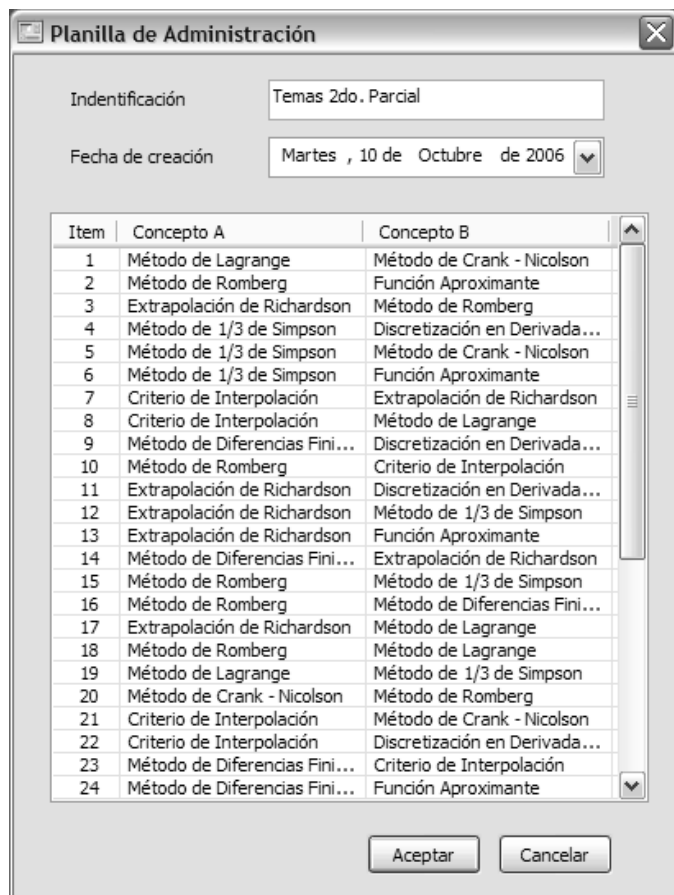 Planilla de Administración
Indentificación Temas 2do. Parcial
Fecha de creación Martes , 10 de Octubre de 2006
Item Concepto A Concepto B
1 Método de Lagrange Método de Crank - Nicolson
2 Método de Romberg Función Aproximante
3 Extrapolación de Richardson Método de Romberg
4 Método de 1/3 de Simpson Discretización en Derivada...
5 Método de 1/3 de Simpson Método de Crank - Nicolson
6 Método de 1/3 de Simpson Función Aproximante
7 Criterio de Interpolación Extrapolación de Richardson
8 Criterio de Interpolación Método de Lagrange
9 Método de Diferencias Fini... Discretización en Derivada...
10 Método de Romberg Criterio de Interpolación
11 Extrapolación de Richardson Discretización en Derivada...
12 Extrapolación de Richardson Método de 1/3 de Simpson
13 Extrapolación de Richardson Función Aproximante
14 Método de Diferencias Fini... Extrapolación de Richardson
15 Método de Romberg Método de 1/3 de Simpson
16 Método de Romberg Método de Diferencias Fini...
17 Extrapolación de Richardson Método de Lagrange
18 Método de Romberg Método de Lagrange
19 Método de Lagrange Método de 1/3 de Simpson
20 Método de Crank - Nicolson Método de Romberg
21 Criterio de Interpolación Método de Crank - Nicolson
22 Criterio de Interpolación Discretización en Derivada...
23 Método de Diferencias Fini... Criterio de Interpolación
24 Método de Diferencias Fini... Función Aproximante
Aceptar Cancelar